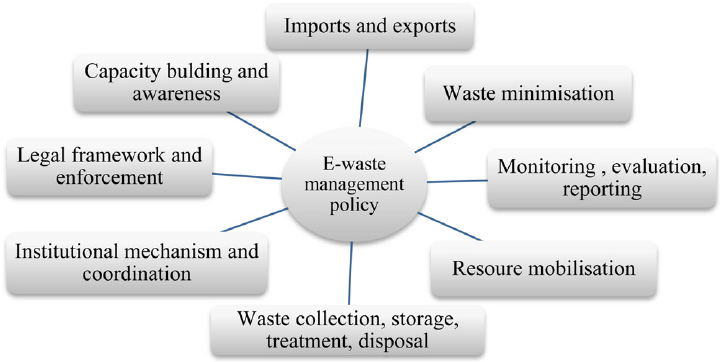 Imports and exports
Capacity bulding and
awareness
Waste minimisation
Legal framework and
enforcement
E-waste
management
policy
Monitoring , evaluation,
reporting
Institutional mechanism and
coordination
Resoure mobilisation
Waste collection, storage,
treatment, disposal